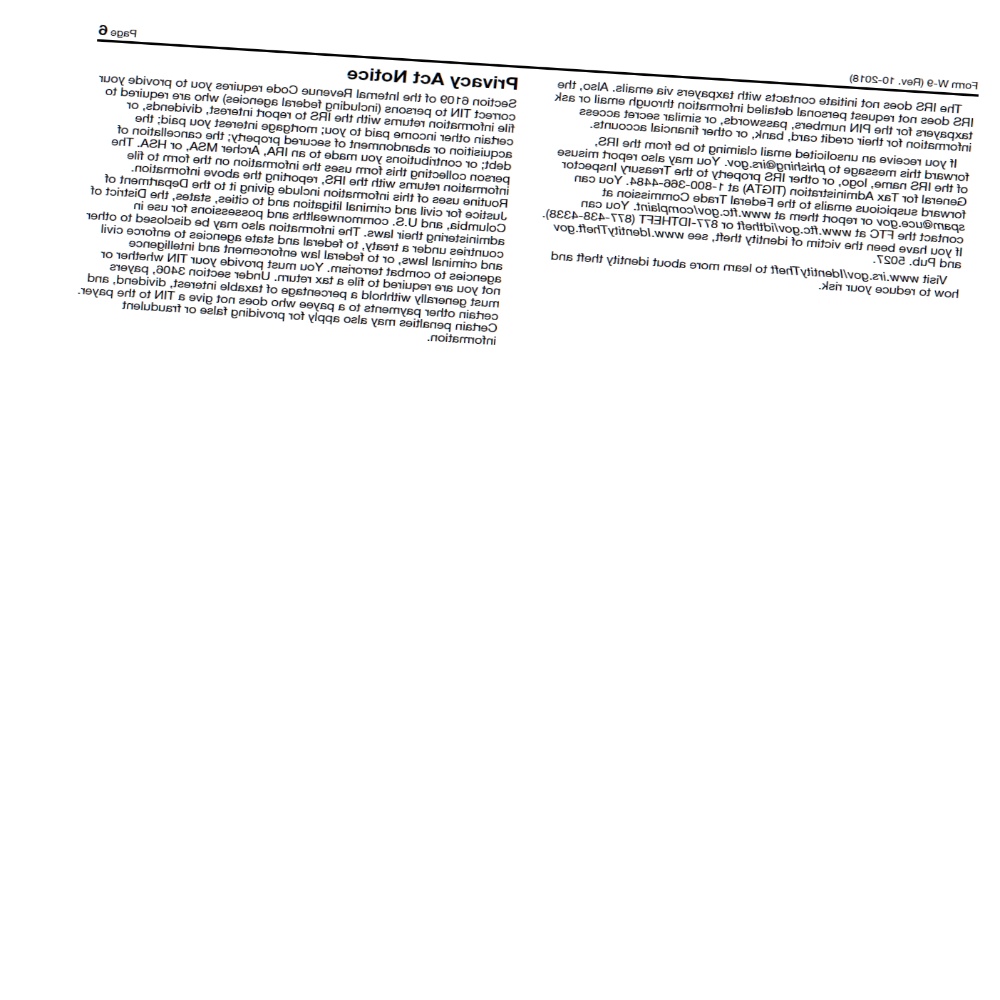 Form W-9 (Rev. 10-2018)
Page 6
The IRS does not initiate contacts with taxpayers via emails. Also, the
IRS does not request personal detailed information through email or ask
taxpayers for the PIN numbers, passwords, or similar secret access
information for their credit card, bank, or other financial accounts.
If you receive an unsolicited email claiming to be from the IRS,
forward this message to phishing@irs.gov. You may also report misuse
of the IRS name, logo, or other IRS property to the Treasury Inspector
General for Tax Administration (TIGTA) at 1-800-366-4484. You can
forward suspicious emails to the Federal Trade Commission at
spam@uce.gov or report them at www.ftc.gov/complaint. You can
contact the FTC at www.ftc.gov/idtheft or 877-IDTHEFT (877-438-4338).
If you have been the victim of identity theft, see www.IdentityTheft.gov
and Pub. 5027.
Visit www.irs.gov/IdentityTheft to learn more about identity theft and
how to reduce your risk.
Privacy Act Notice
Section 6109 of the Internal Revenue Code requires you to provide your
correct TIN to persons (including federal agencies) who are required to
file information returns with the IRS to report interest, dividends, or
certain other income paid to you; mortgage interest you paid; the
acquisition or abandonment of secured property; the cancellation of
debt; or contributions you made to an IRA, Archer MSA, or HSA. The
person collecting this form uses the information on the form to file
information returns with the IRS, reporting the above information.
Routine uses of this information include giving it to the Department of
Justice for civil and criminal litigation and to cities, states, the District of
Columbia, and U.S. commonwealths and possessions for use in
administering their laws. The information also may be disclosed to other
countries under a treaty, to federal and state agencies to enforce civil
and criminal laws, or to federal law enforcement and intelligence
agencies to combat terrorism. You must provide your TIN whether or
not you are required to file a tax return. Under section 3406, payers
must generally withhold a percentage of taxable interest, dividend, and
certain other payments to a payee who does not give a TIN to the payer.
Certain penalties may also apply for providing false or fraudulent
information.